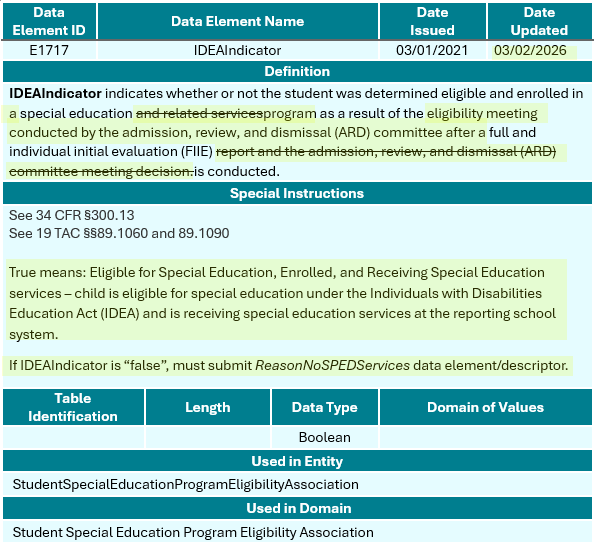 Data Element ID Data Element Name Date Issued Date Updated
E1717 IDEAIndicator 03/01/2021 03/02/2026
Definition
IDEAIndicator indicates whether or not the student was determined eligible and enrolled in
a special education and related servicesprogram as a result of the eligibility meeting
conducted by the admission, review, and dismissal (ARD) committee after a full and
individual initial evaluation (FIIE) report and the admission, review, and dismissal (ARD)
committee meeting decision.is conducted.
Special Instructions
See 34 CFR §300.13
See 19 TAC §§89.1060 and 89.1090
True means: Eligible for Special Education, Enrolled, and Receiving Special Education
services – child is eligible for special education under the Individuals with Disabilities
Education Act (IDEA) and is receiving special education services at the reporting school
system.
If IDEAIndicator is “false”, must submit ReasonNoSPEDServices data element/descriptor.
Table Identification Length Data Type Domain of Values
Boolean
Used in Entity
StudentSpecialEducationProgramEligibilityAssociation
Used in Domain
Student Special Education Program Eligibility Association